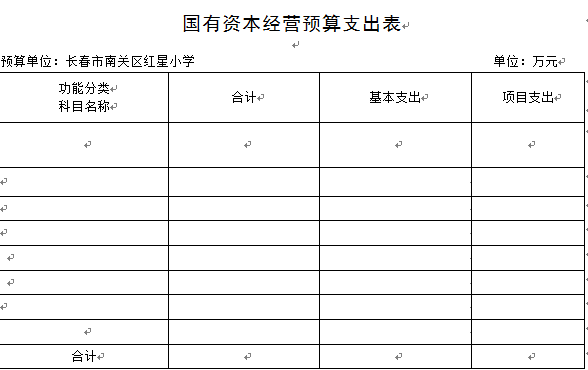 国有资本经营预算支出表
预算单位：长春市南关区红星小学 单位：万元
功能分类
科目名称 合计 基本支出 项目支出
合计